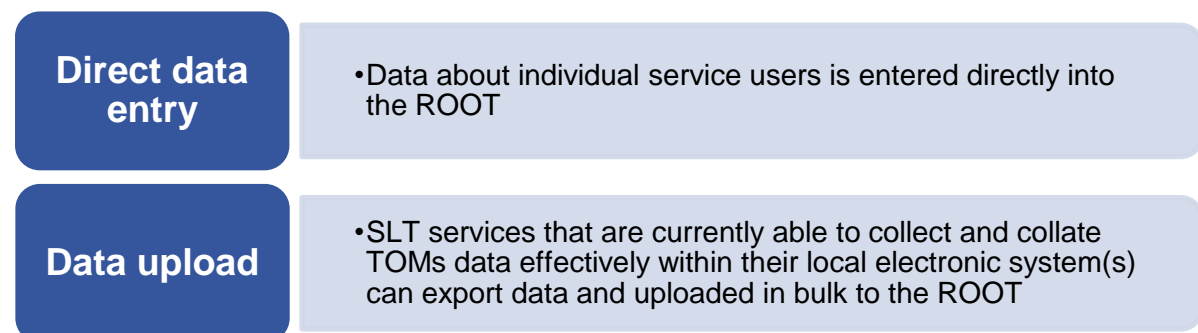 Direct data
entry
•Data about individual service users is entered directly into
the ROOT
Data upload
•SLT services that are currently able to collect and collate
TOMs data effectively within their local electronic system(s)
can export data and uploaded in bulk to the ROOT